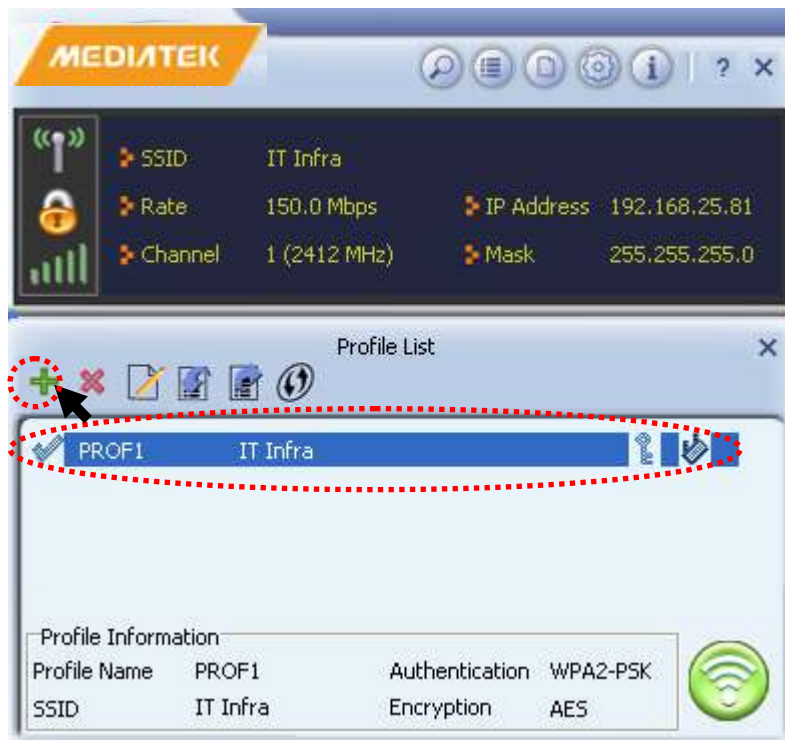 MEDIATEK
? ×
SSID IT Infra
Rate 150.0 Mbps IP Address 192.168.25.81
Channel 1 (2412 MHz) Mask 255.255.255.0
Profile List
PROF1 IT Infra
Profile Information
Profile Name PROF1 Authentication WPA2-PSK
SSID IT Infra Encryption AES